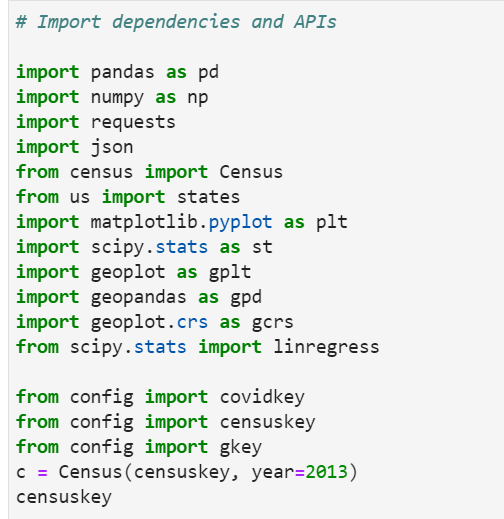 # Import dependencies and APIs
import pandas as pd
import numpy as np
import requests
import json
from census import Census
from us import states
import matplotlib.pyplot as plt
import scipy.stats as st
import geoplot as gplt
import geopandas as gpd
import geoplot.crs as gcrs
from scipy.stats import linregress
from config import covidkey
from config import censuskey
from config import gkey
c = Census(censuskey, year=2013)
censuskey